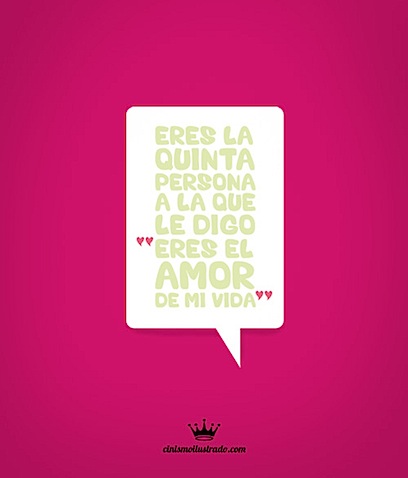 ERES LA
QUINTA
PERSONA
A LA QUE
LE DIGO
"ERES EL
AMOR
DE MI VIDA"
cinismoilustrado.com